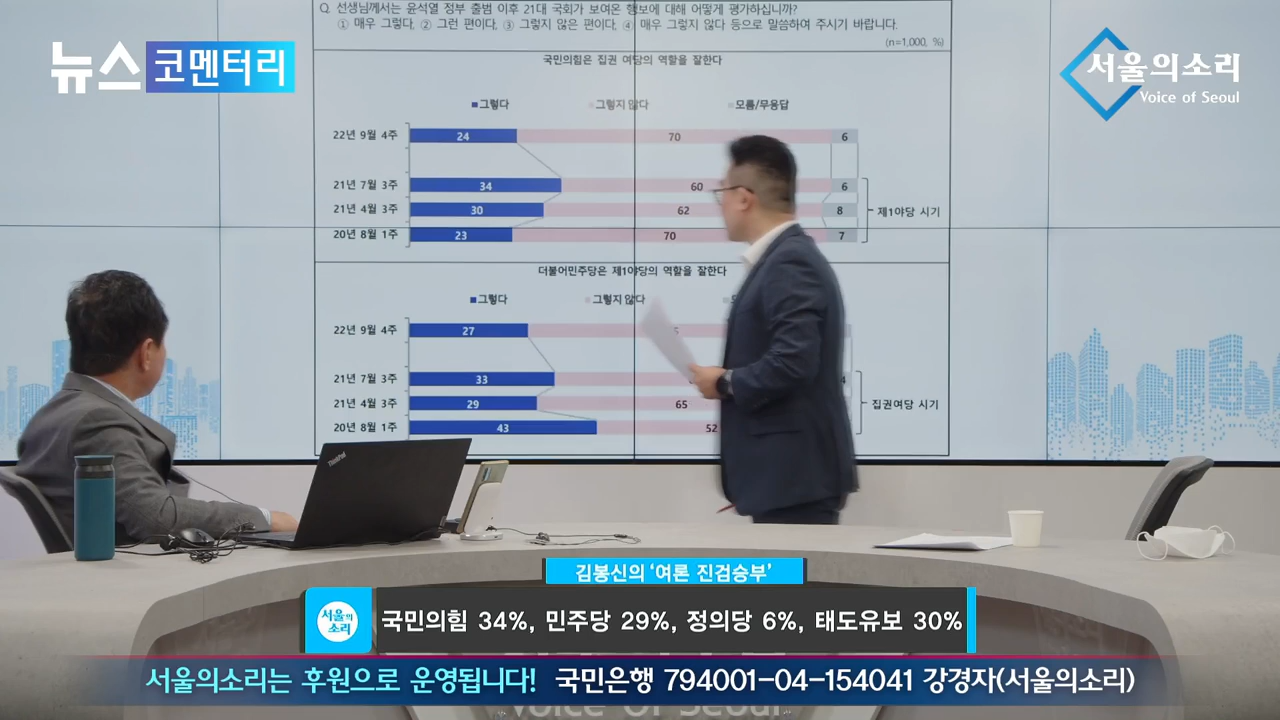 Q. 선생님께서는 윤석열 정부 출범 이후 21대 국회가 보여온 행보에 대해 어떻게 평가하십니까?
① 매우 그렇다, ② 그런 편이다, ③ 그렇지 않은 편이다, ④ 매우 그렇지 않다 등으로 말씀하여 주시기 바랍니다.
(n=1,000, %)
뉴스 코멘터리
서울의소리
Voice of Seoul
국민의힘은 집권 여당의 역할을 잘한다
■그렇다 ■그렇지 않다 ■모름/무응답
22년 9월 4주 24 70 6
21년 7월 3주 34 60 6
21년 4월 3주 30 62 8
제1야당 시기
20년 8월 1주 23 70 7
더불어민주당은 제1야당의 역할을 잘한다
■그렇다 ■그렇지 않다
22년 9월 4주 27
21년 7월 3주 33
21년 4월 3주 29 65
집권여당 시기
20년 8월 1주 43 52
ThinkPad
김봉신의 ‘여론 진검승부’
서울의
소리
국민의힘 34%, 민주당 29%, 정의당 6%, 태도유보 30%
서울의소리는 후원으로 운영됩니다! 국민은행 794001-04-154041 강경자(서울의소리)
Voice of Seoul